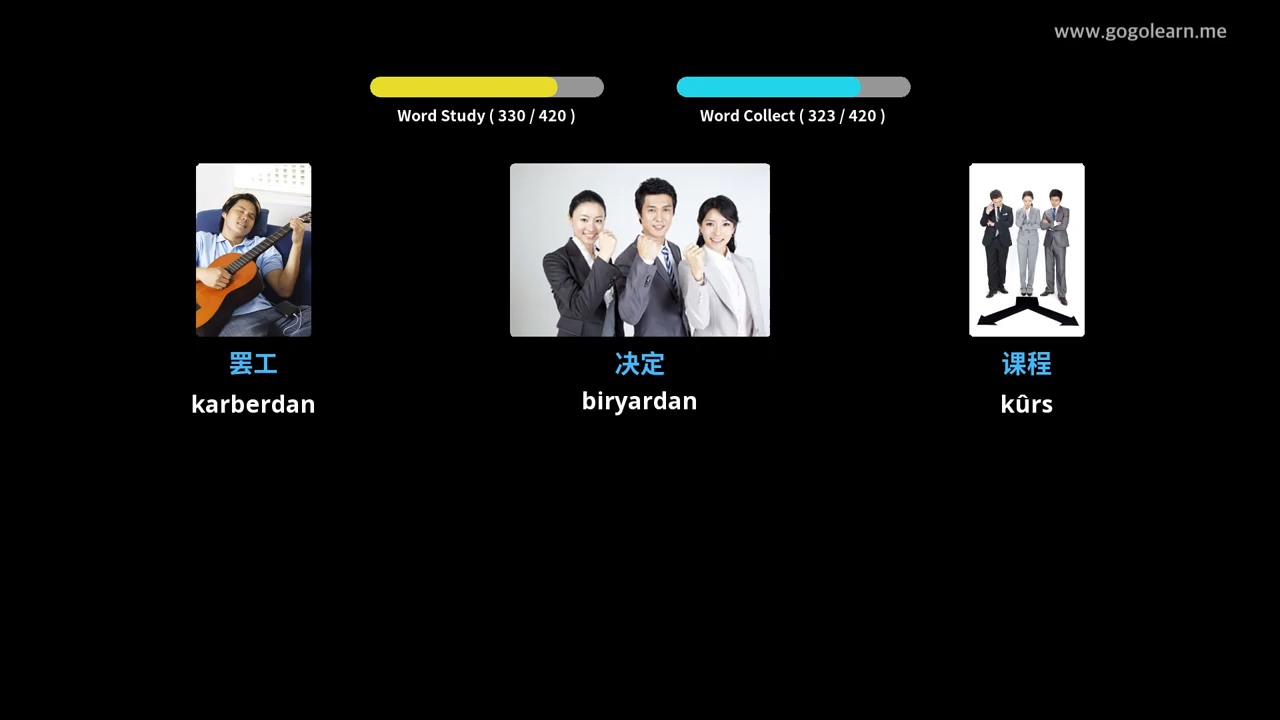 www.gogolearn.me
Word Study ( 330 / 420 )
Word Collect ( 323 / 420 )
罢工
karberdan
决定
biryardan
课程
kûrs